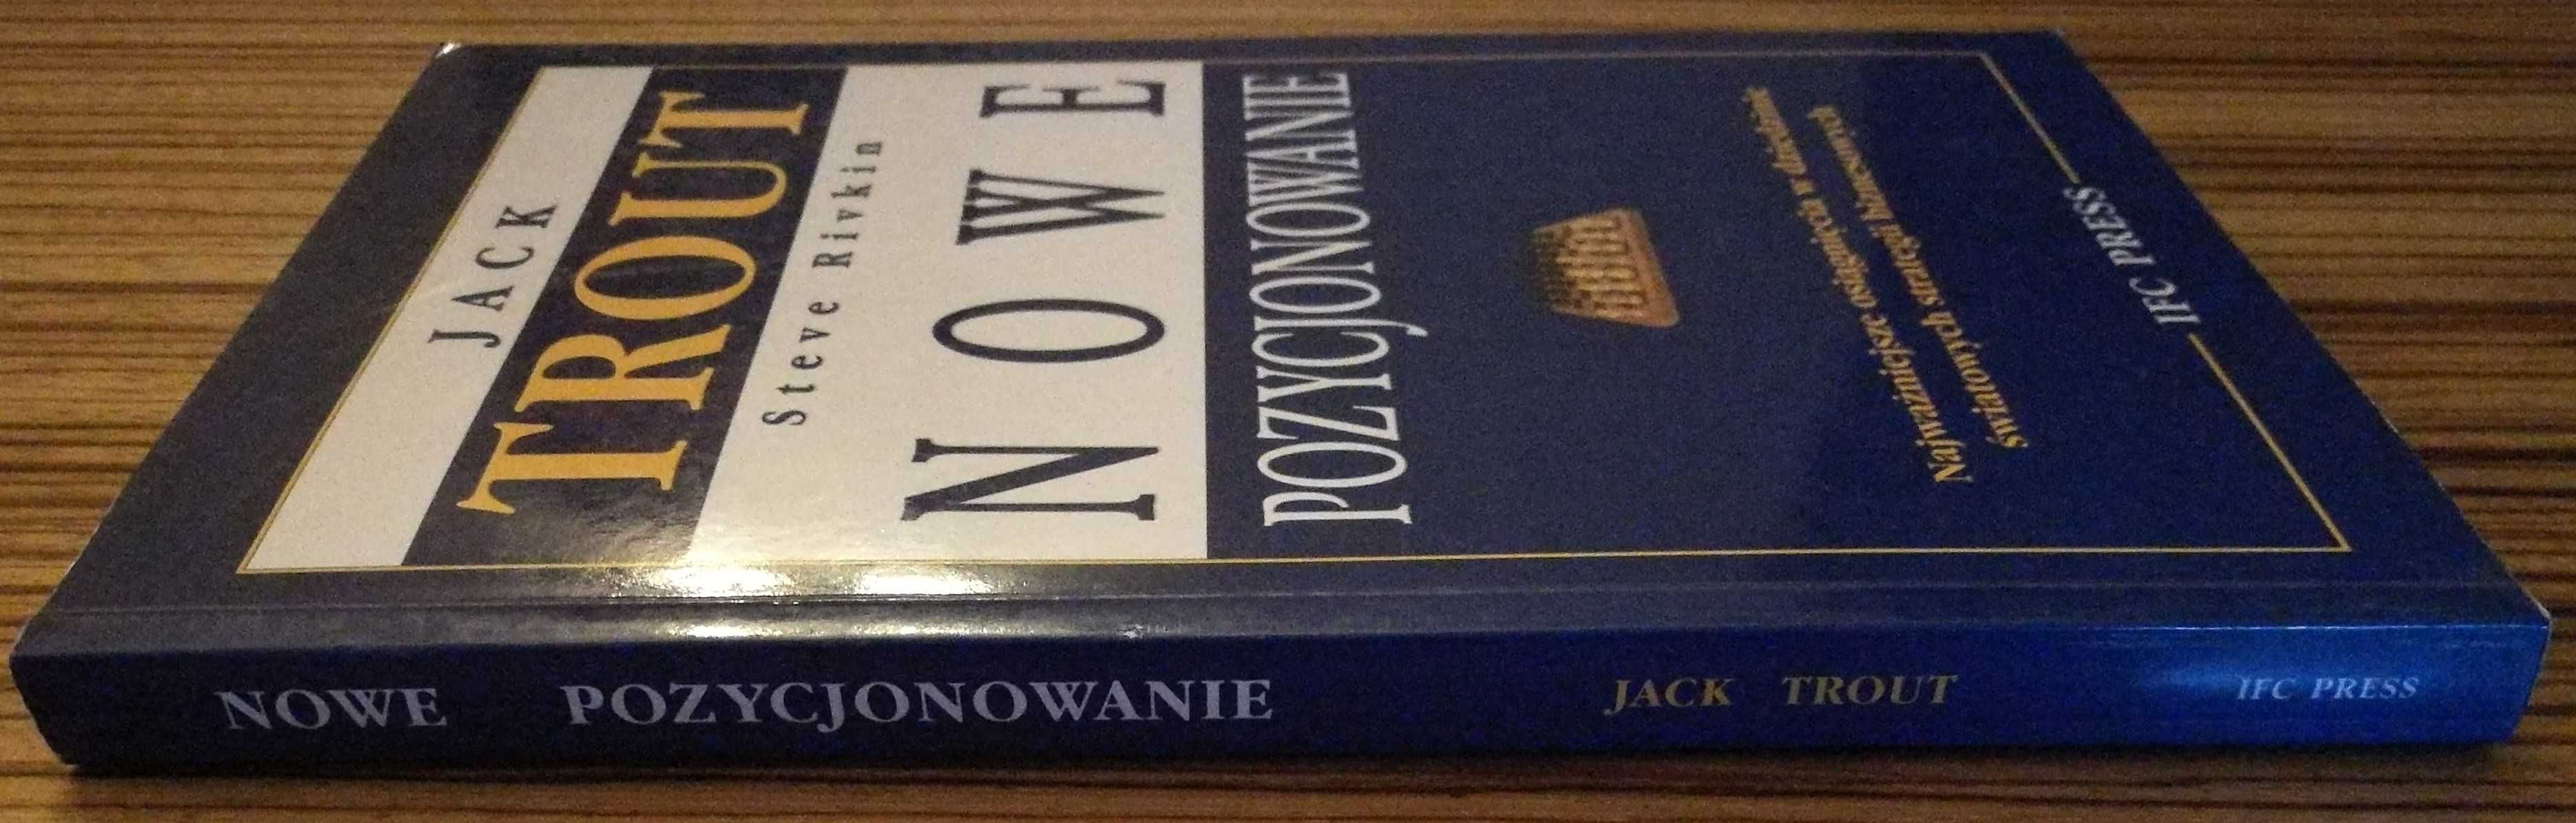 JACK
TROUT
Steve Rivkin
NOWE
POZYCJONOWANIE
Najważniejsze osiągnięcia w dziedzinie
światowych strategii biznesowych
IFC PRESS
NOWE POZYCJONOWANIE
JACK TROUT
IFC PRESS